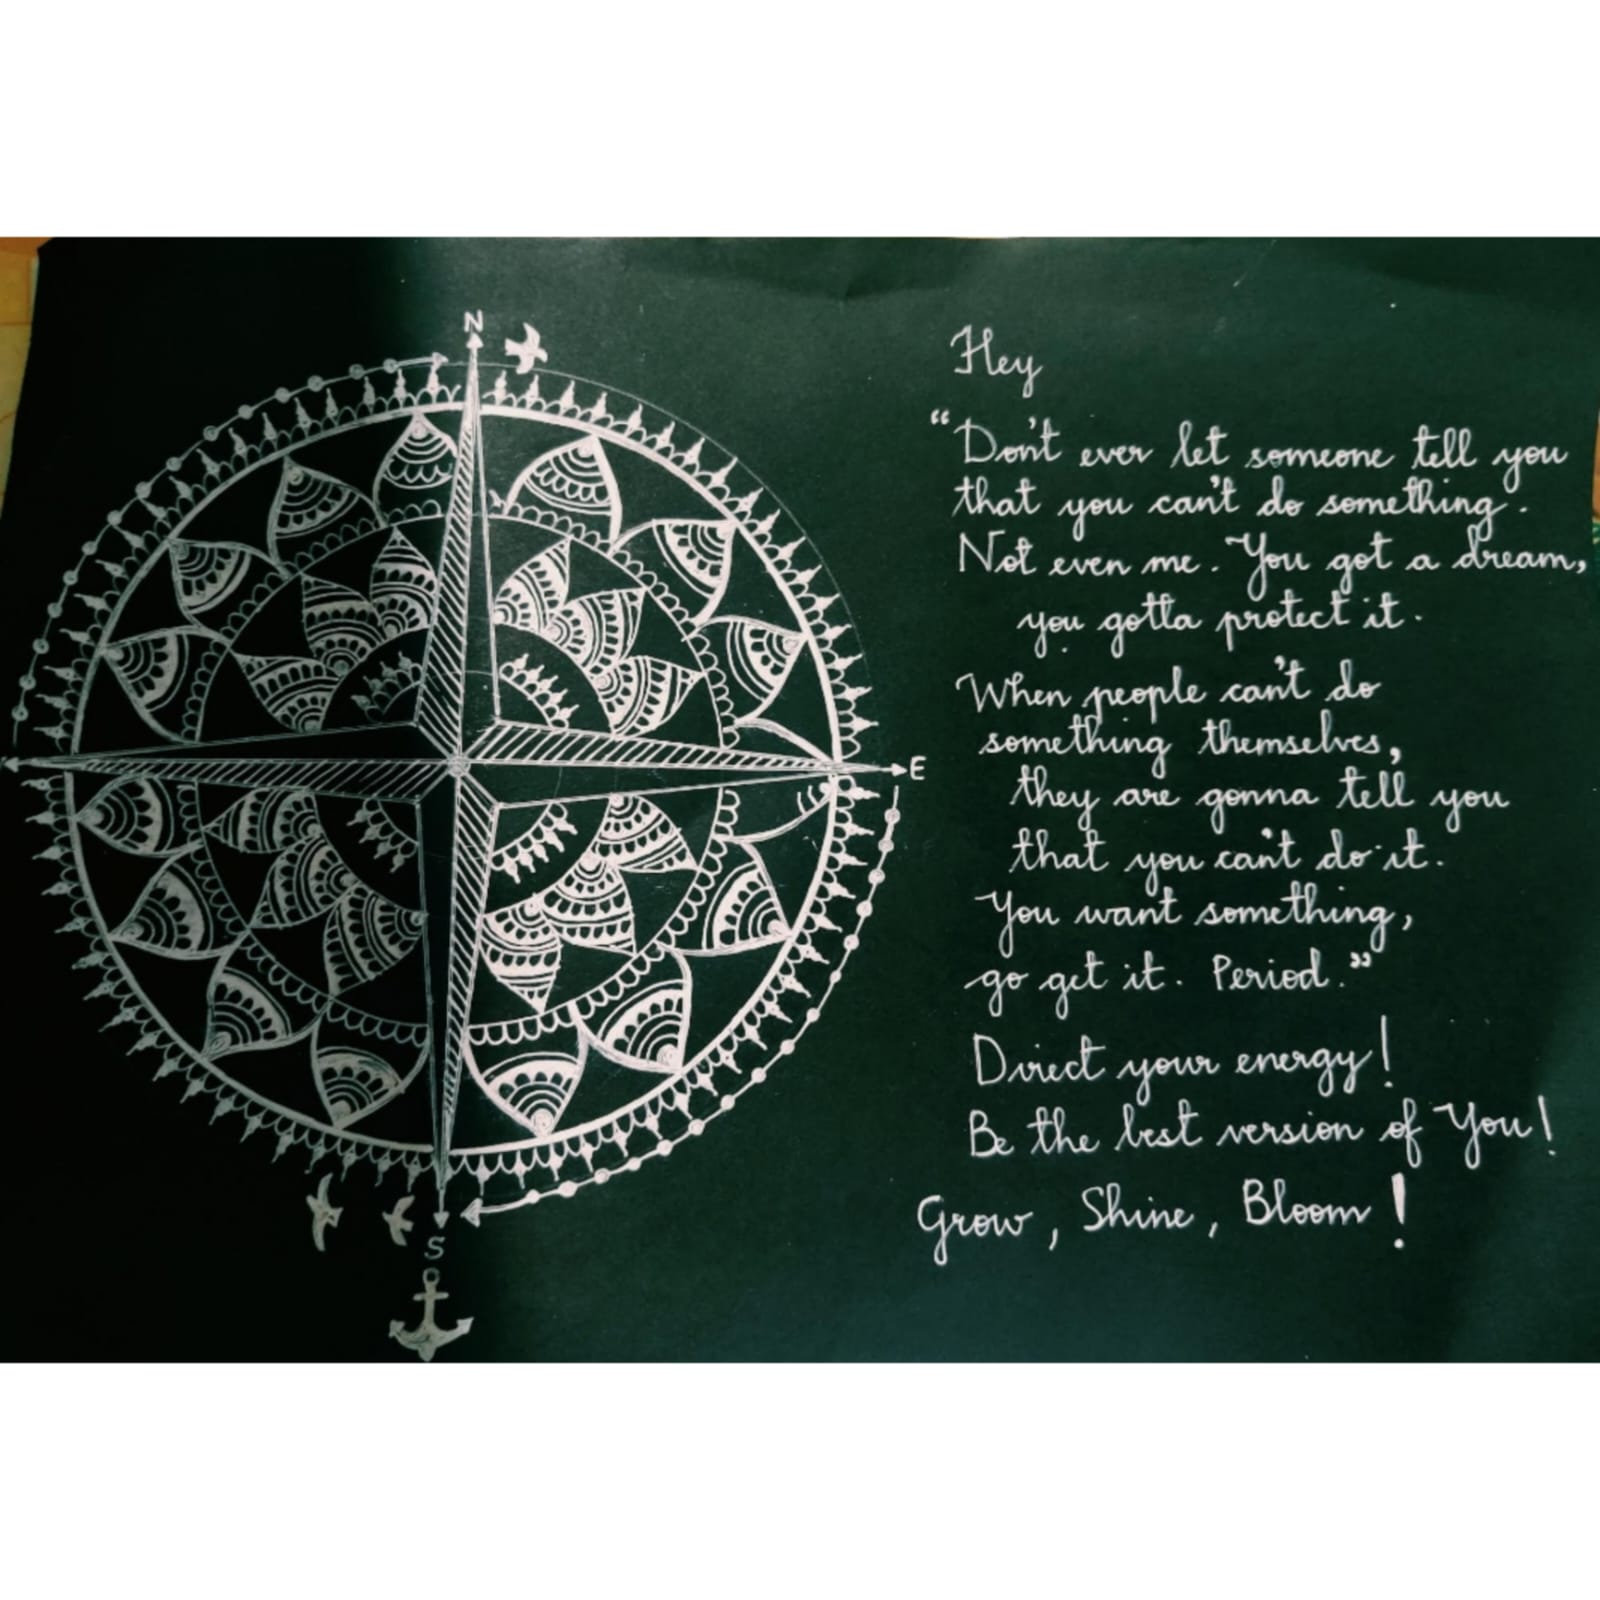 N
E
S
Hey
“Don't ever let someone tell you
that you can't do something.
Not even me. You got a dream,
you gotta protect it.
When people can't do
something themselves,
they are gonna tell you
that you can't do it.
You want something,
go get it. Period.”
Direct your energy!
Be the best version of You!
Grow, Shine, Bloom!